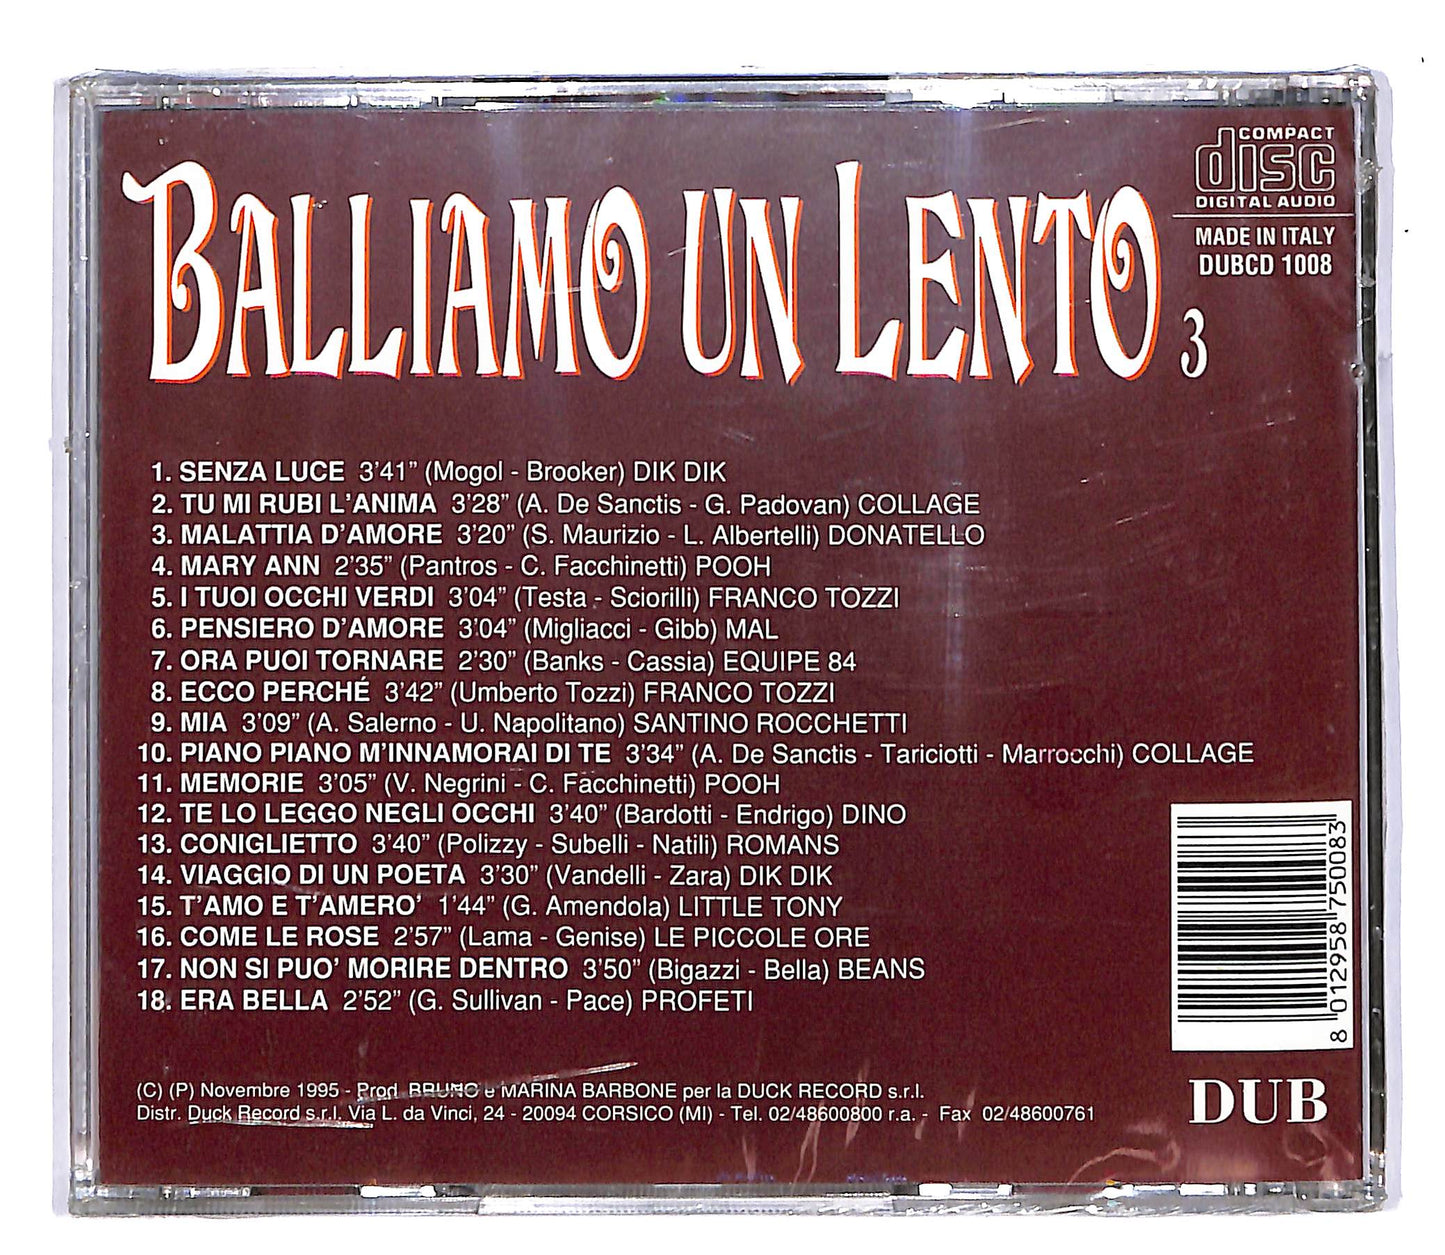 COMPACT
disc
DIGITAL AUDIO
MADE IN ITALY
DUBCD 1008
BALLIAMO UN LENTO 3
1. SENZA LUCE 3'41" (Mogol - Brooker) DIK DIK
2. TU MI RUBI L'ANIMA 3'28" (A. De Sanctis - G. Padovan) COLLAGE
3. MALATTIA D'AMORE 3'20" (S. Maurizio - L. Albertelli) DONATELLO
4. MARY ANN 2'35" (Pantros - C. Facchinetti) POOH
5. I TUOI OCCHI VERDI 3'04" (Testa - Sciorilli) FRANCO TOZZI
6. PENSIERO D'AMORE 3'04" (Migliacci - Gibb) MAL
7. ORA PUOI TORNARE 2'30" (Banks - Cassia) EQUIPE 84
8. ECCO PERCHÉ 3'42" (Umberto Tozzi) FRANCO TOZZI
9. MIA 3'09" (A. Salerno - U. Napolitano) SANTINO ROCCHETTI
10. PIANO PIANO M'INNAMORAI DI TE 3'34" (A. De Sanctis - Tariciotti - Marrocchi) COLLAGE
11. MEMORIE 3'05" (V. Negrini - C. Facchinetti) POOH
12. TE LO LEGGO NEGLI OCCHI 3'40" (Bardotti - Endrigo) DINO
13. CONIGLIETTO 3'40" (Polizzy - Subelli - Natili) ROMANS
14. VIAGGIO DI UN POETA 3'30" (Vandelli - Zara) DIK DIK
15. T'AMO E T'AMERO' 1'44" (G. Amendola) LITTLE TONY
16. COME LE ROSE 2'57" (Lama - Genise) LE PICCOLE ORE
17. NON SI PUO' MORIRE DENTRO 3'50" (Bigazzi - Bella) BEANS
18. ERA BELLA 2'52" (G. Sullivan - Pace) PROFETI
8 012958 750083
(C) (P) Novembre 1995 - Prod. BRUNO e MARINA BARBONE per la DUCK RECORD s.r.l.
Distr. Duck Record s.r.l. Via L. da Vinci, 24 - 20094 CORSICO (MI) - Tel. 02/48600800 r.a. - Fax 02/48600761
DUB